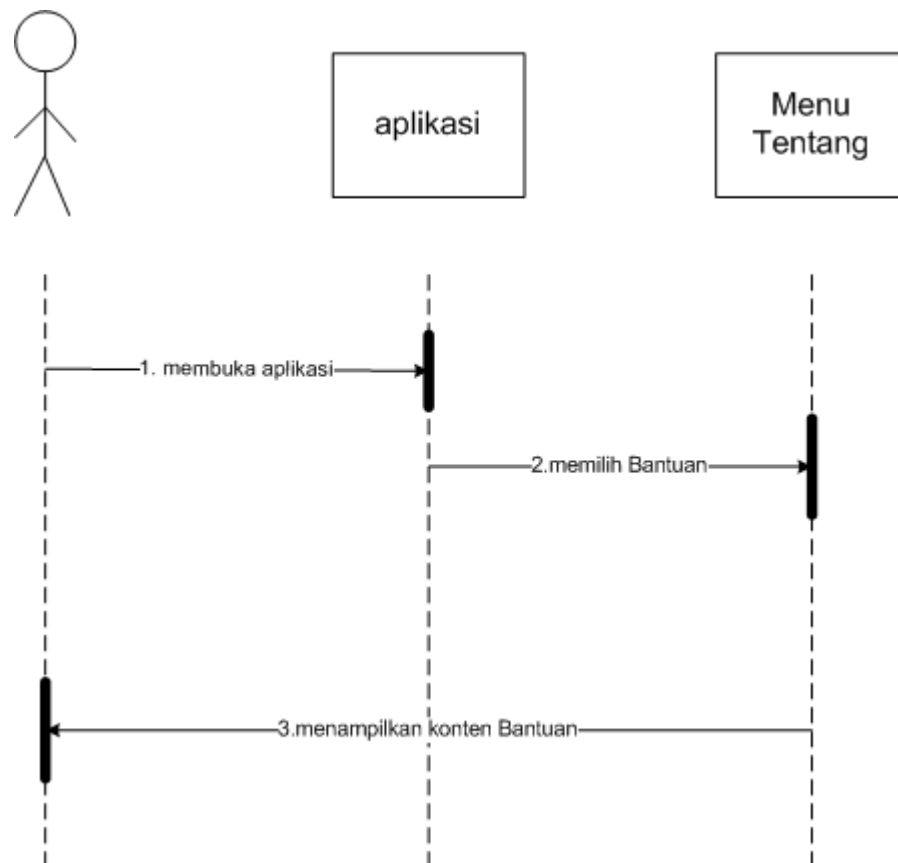 aplikasi
Menu
Tentang
1. membuka aplikasi
2.memilih Bantuan
3.menampilkan konten Bantuan